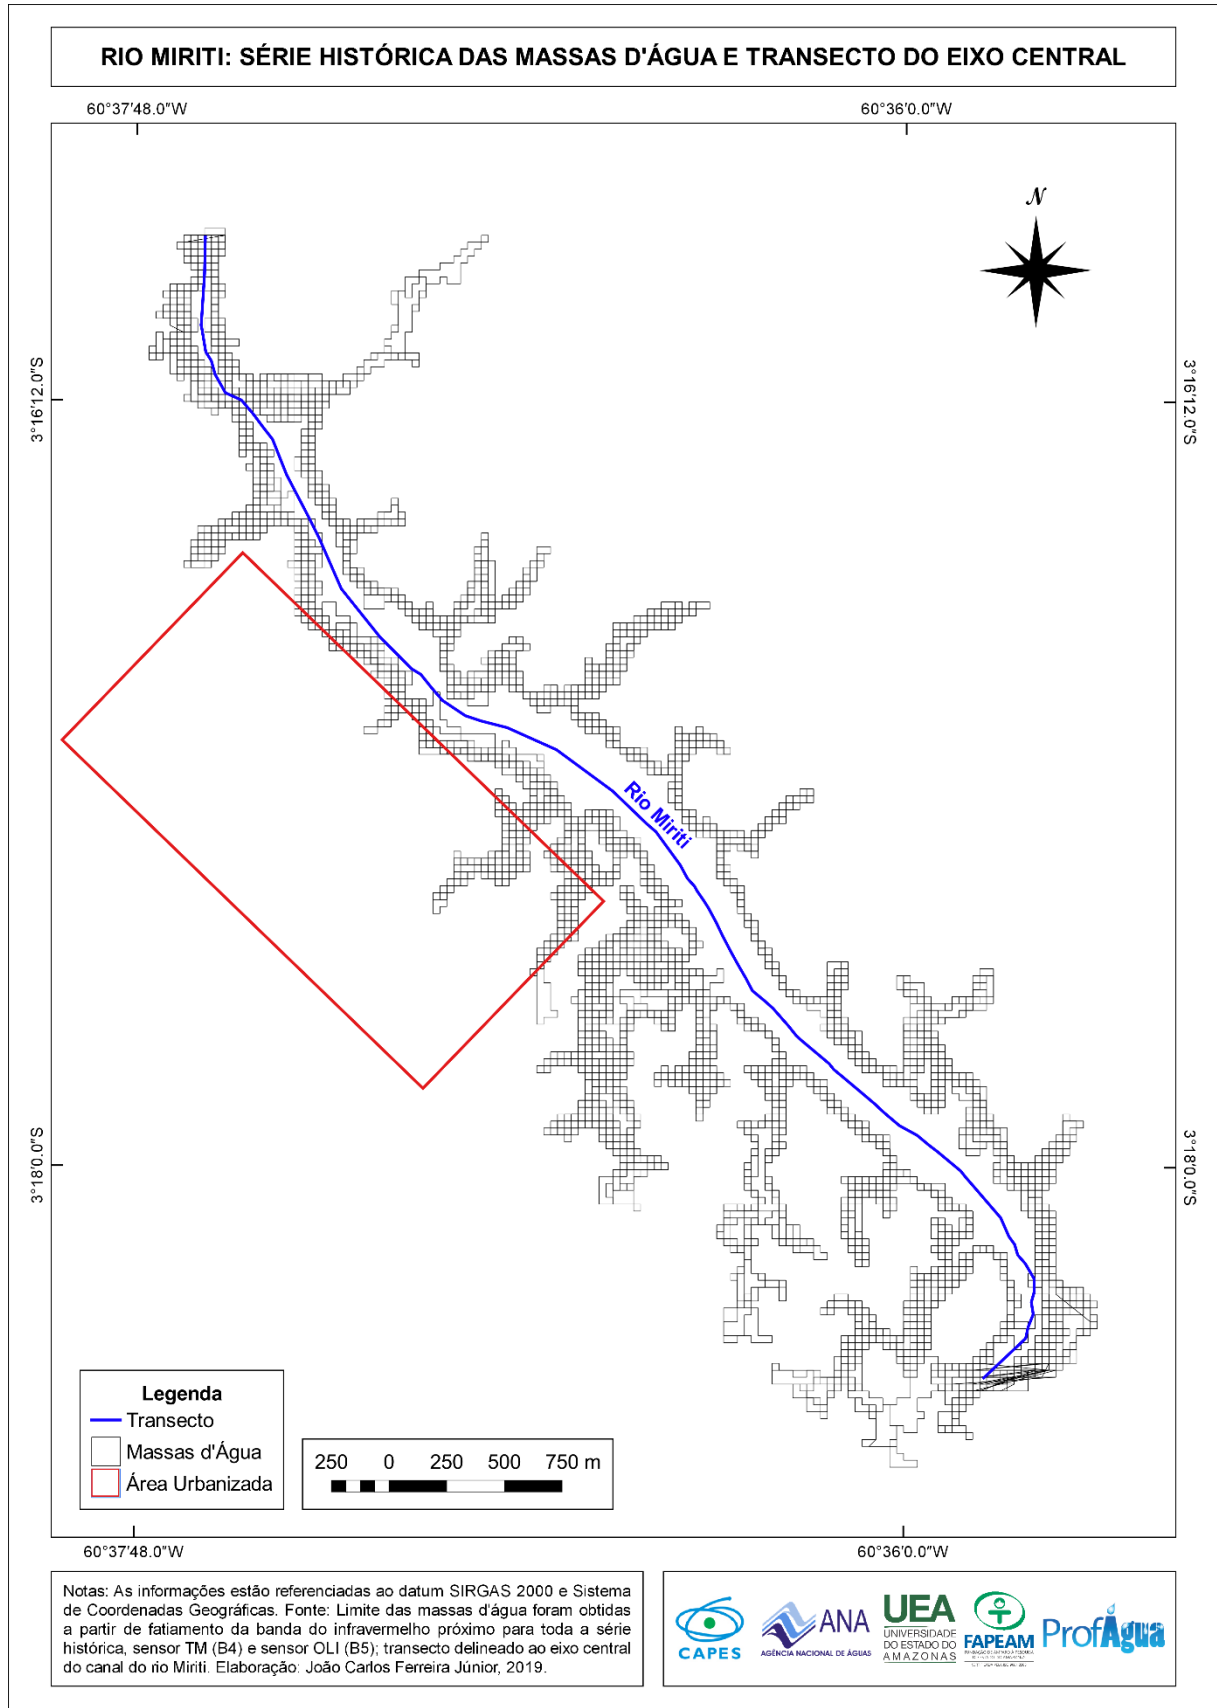 RIO MIRITI: SÉRIE HISTÓRICA DAS MASSAS D'ÁGUA E TRANSECTO DO EIXO CENTRAL
60°37'48.0"W
60°36'0.0"W
N
3°16'12.0"S
3°16'12.0"S
Rio Miriti
3°18'0.0"S
3°18'0.0"S
Legenda
Transecto
Massas d'Água
Área Urbanizada
250 0 250 500 750 m
60°37'48.0"W
60°36'0.0"W
Notas: As informações estão referenciadas ao datum SIRGAS 2000 e Sistema
de Coordenadas Geográficas. Fonte: Limite das massas d'água foram obtidas
a partir de fatiamento da banda do infravermelho próximo para toda a série
histórica, sensor TM (B4) e sensor OLI (B5); transecto delineado ao eixo central
do canal do rio Miriti. Elaboração: João Carlos Ferreira Júnior, 2019.
CAPES
ANA
AGÊNCIA NACIONAL DE ÁGUAS
UEA
UNIVERSIDADE
DO ESTADO DO
AMAZONAS
FAPEAM
ProfÁgua